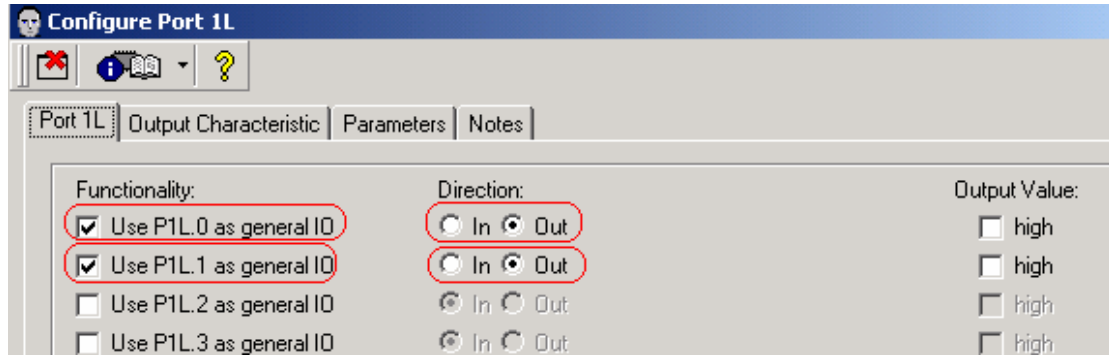 Configure Port 1L
Port 1L Output Characteristic Parameters Notes
Functionality: Direction: Output Value:
Use P1L.0 as general IO In Out high
Use P1L.1 as general IO In Out high
Use P1L.2 as general IO In Out high
Use P1L.3 as general IO In Out high